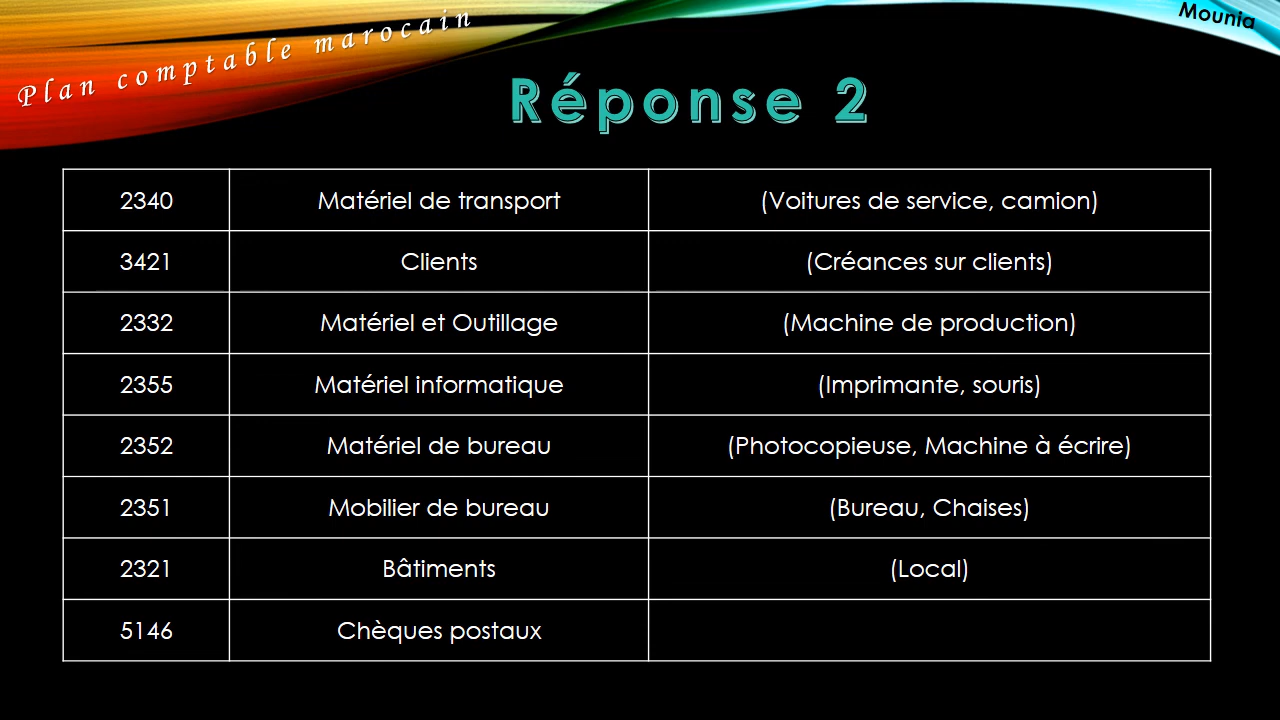 Plan comptable marocain
Mounia
Réponse 2
2340 Matériel de transport (Voitures de service, camion)
3421 Clients (Créances sur clients)
2332 Matériel et Outillage (Machine de production)
2355 Matériel informatique (Imprimante, souris)
2352 Matériel de bureau (Photocopieuse, Machine à écrire)
2351 Mobilier de bureau (Bureau, Chaises)
2321 Bâtiments (Local)
5146 Chèques postaux